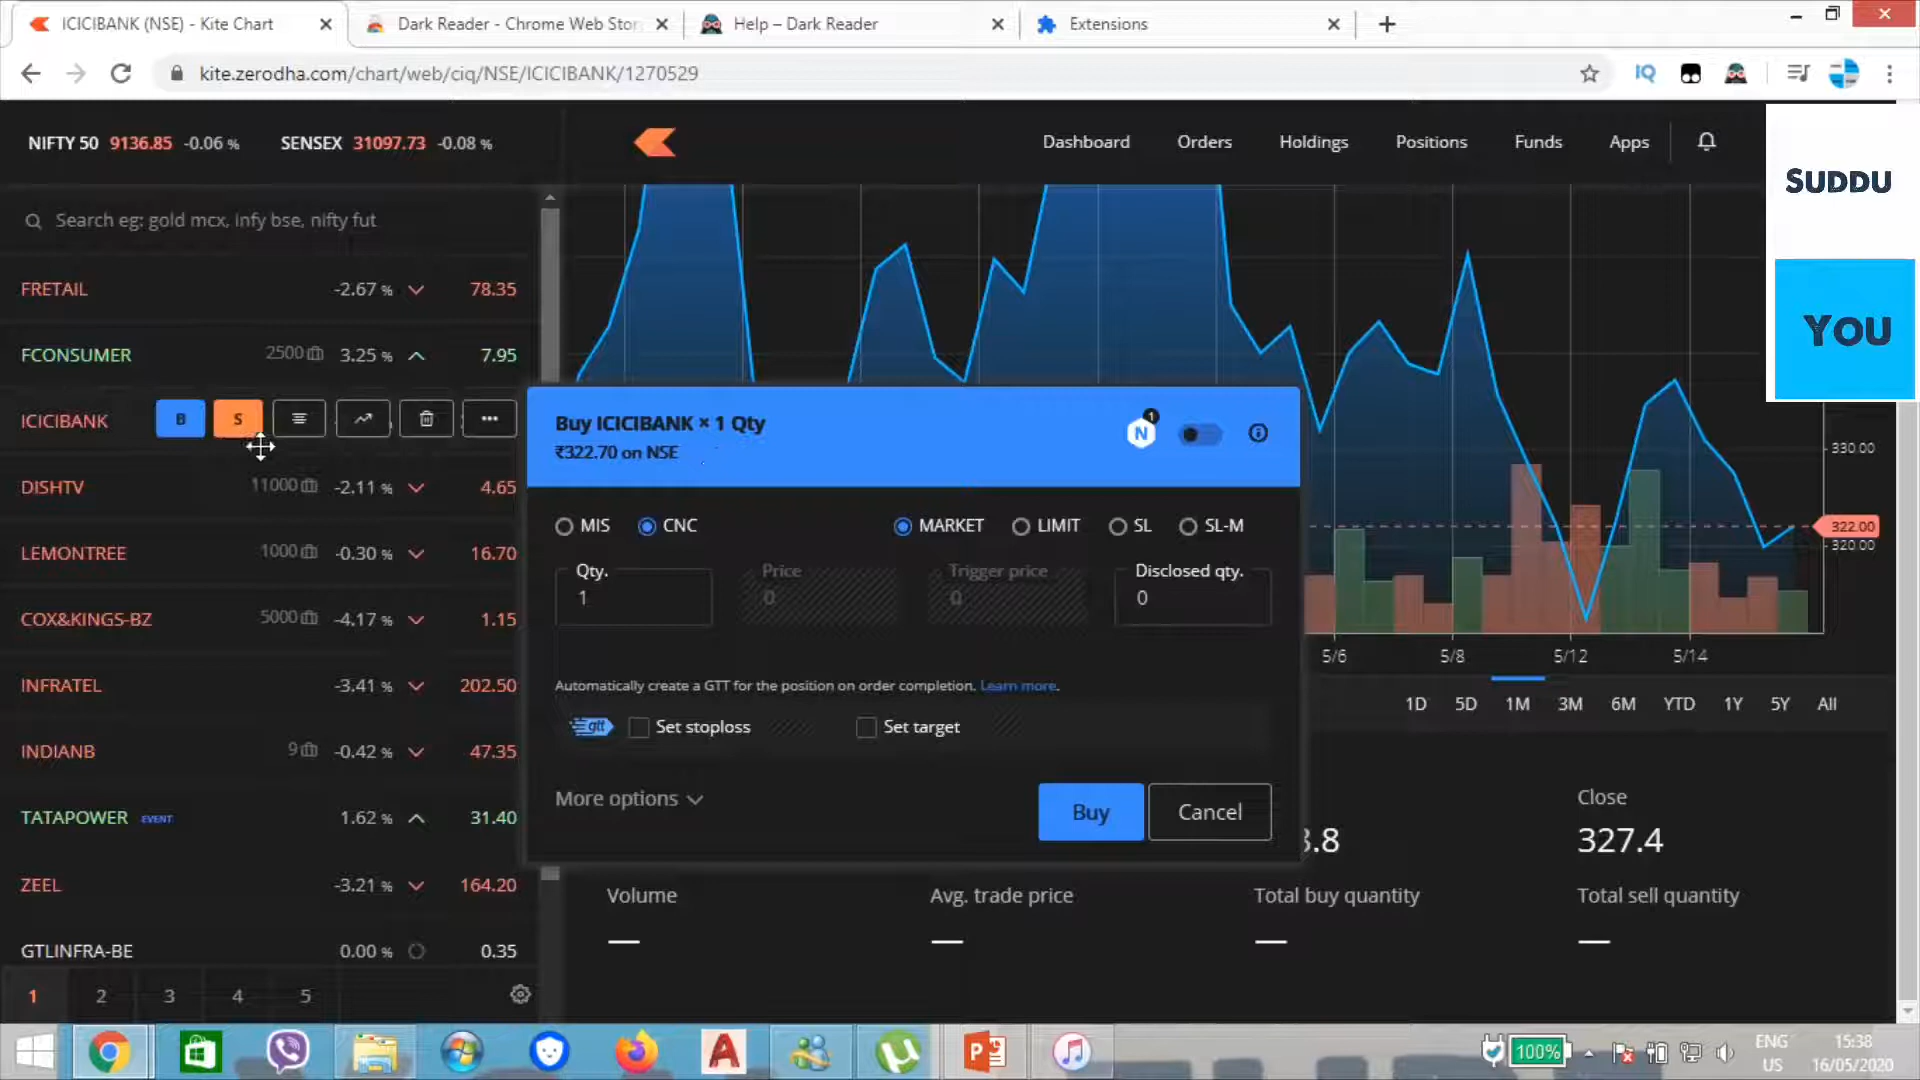 ICICIBANK (NSE) - Kite Chart
Dark Reader - Chrome Web Stor
Help – Dark Reader
Extensions
kite.zerodha.com/chart/web/ciq/NSE/ICICIBANK/1270529
IQ
NIFTY 50 9136.85 -0.06 %
SENSEX 31097.73 -0.08 %
Dashboard
Orders
Holdings
Positions
Funds
Apps
SUDDU
YOU
Search eg: gold mcx, infy bse, nifty fut
FRETAIL -2.67 % 78.35
FCONSUMER 2500 3.25 % 7.95
ICICIBANK B S
DISHTV 11000 -2.11 % 4.65
LEMONTREE 1000 -0.30 % 16.70
COX&KINGS-BZ 5000 -4.17 % 1.15
INFRATEL -3.41 % 202.50
INDIANB 9 -0.42 % 47.35
TATAPOWER EVENT 1.62 % 31.40
ZEEL -3.21 % 164.20
GTLINFRA-BE 0.00 % 0.35
1 2 3 4 5
Buy ICICIBANK × 1 Qty
₹322.70 on NSE
N 1
MIS CNC MARKET LIMIT SL SL-M
Qty. Price Trigger price Disclosed qty.
1 0 0 0
Automatically create a GTT for the position on order completion. Learn more.
gtt Set stoploss Set target
More options
Buy Cancel
330.00
322.00
320.00
5/6 5/8 5/12 5/14
1D 5D 1M 3M 6M YTD 1Y 5Y All
Close
3.8 327.4
Volume Avg. trade price Total buy quantity Total sell quantity
— — — —
100%
ENG
US
15:38
16/05/2020